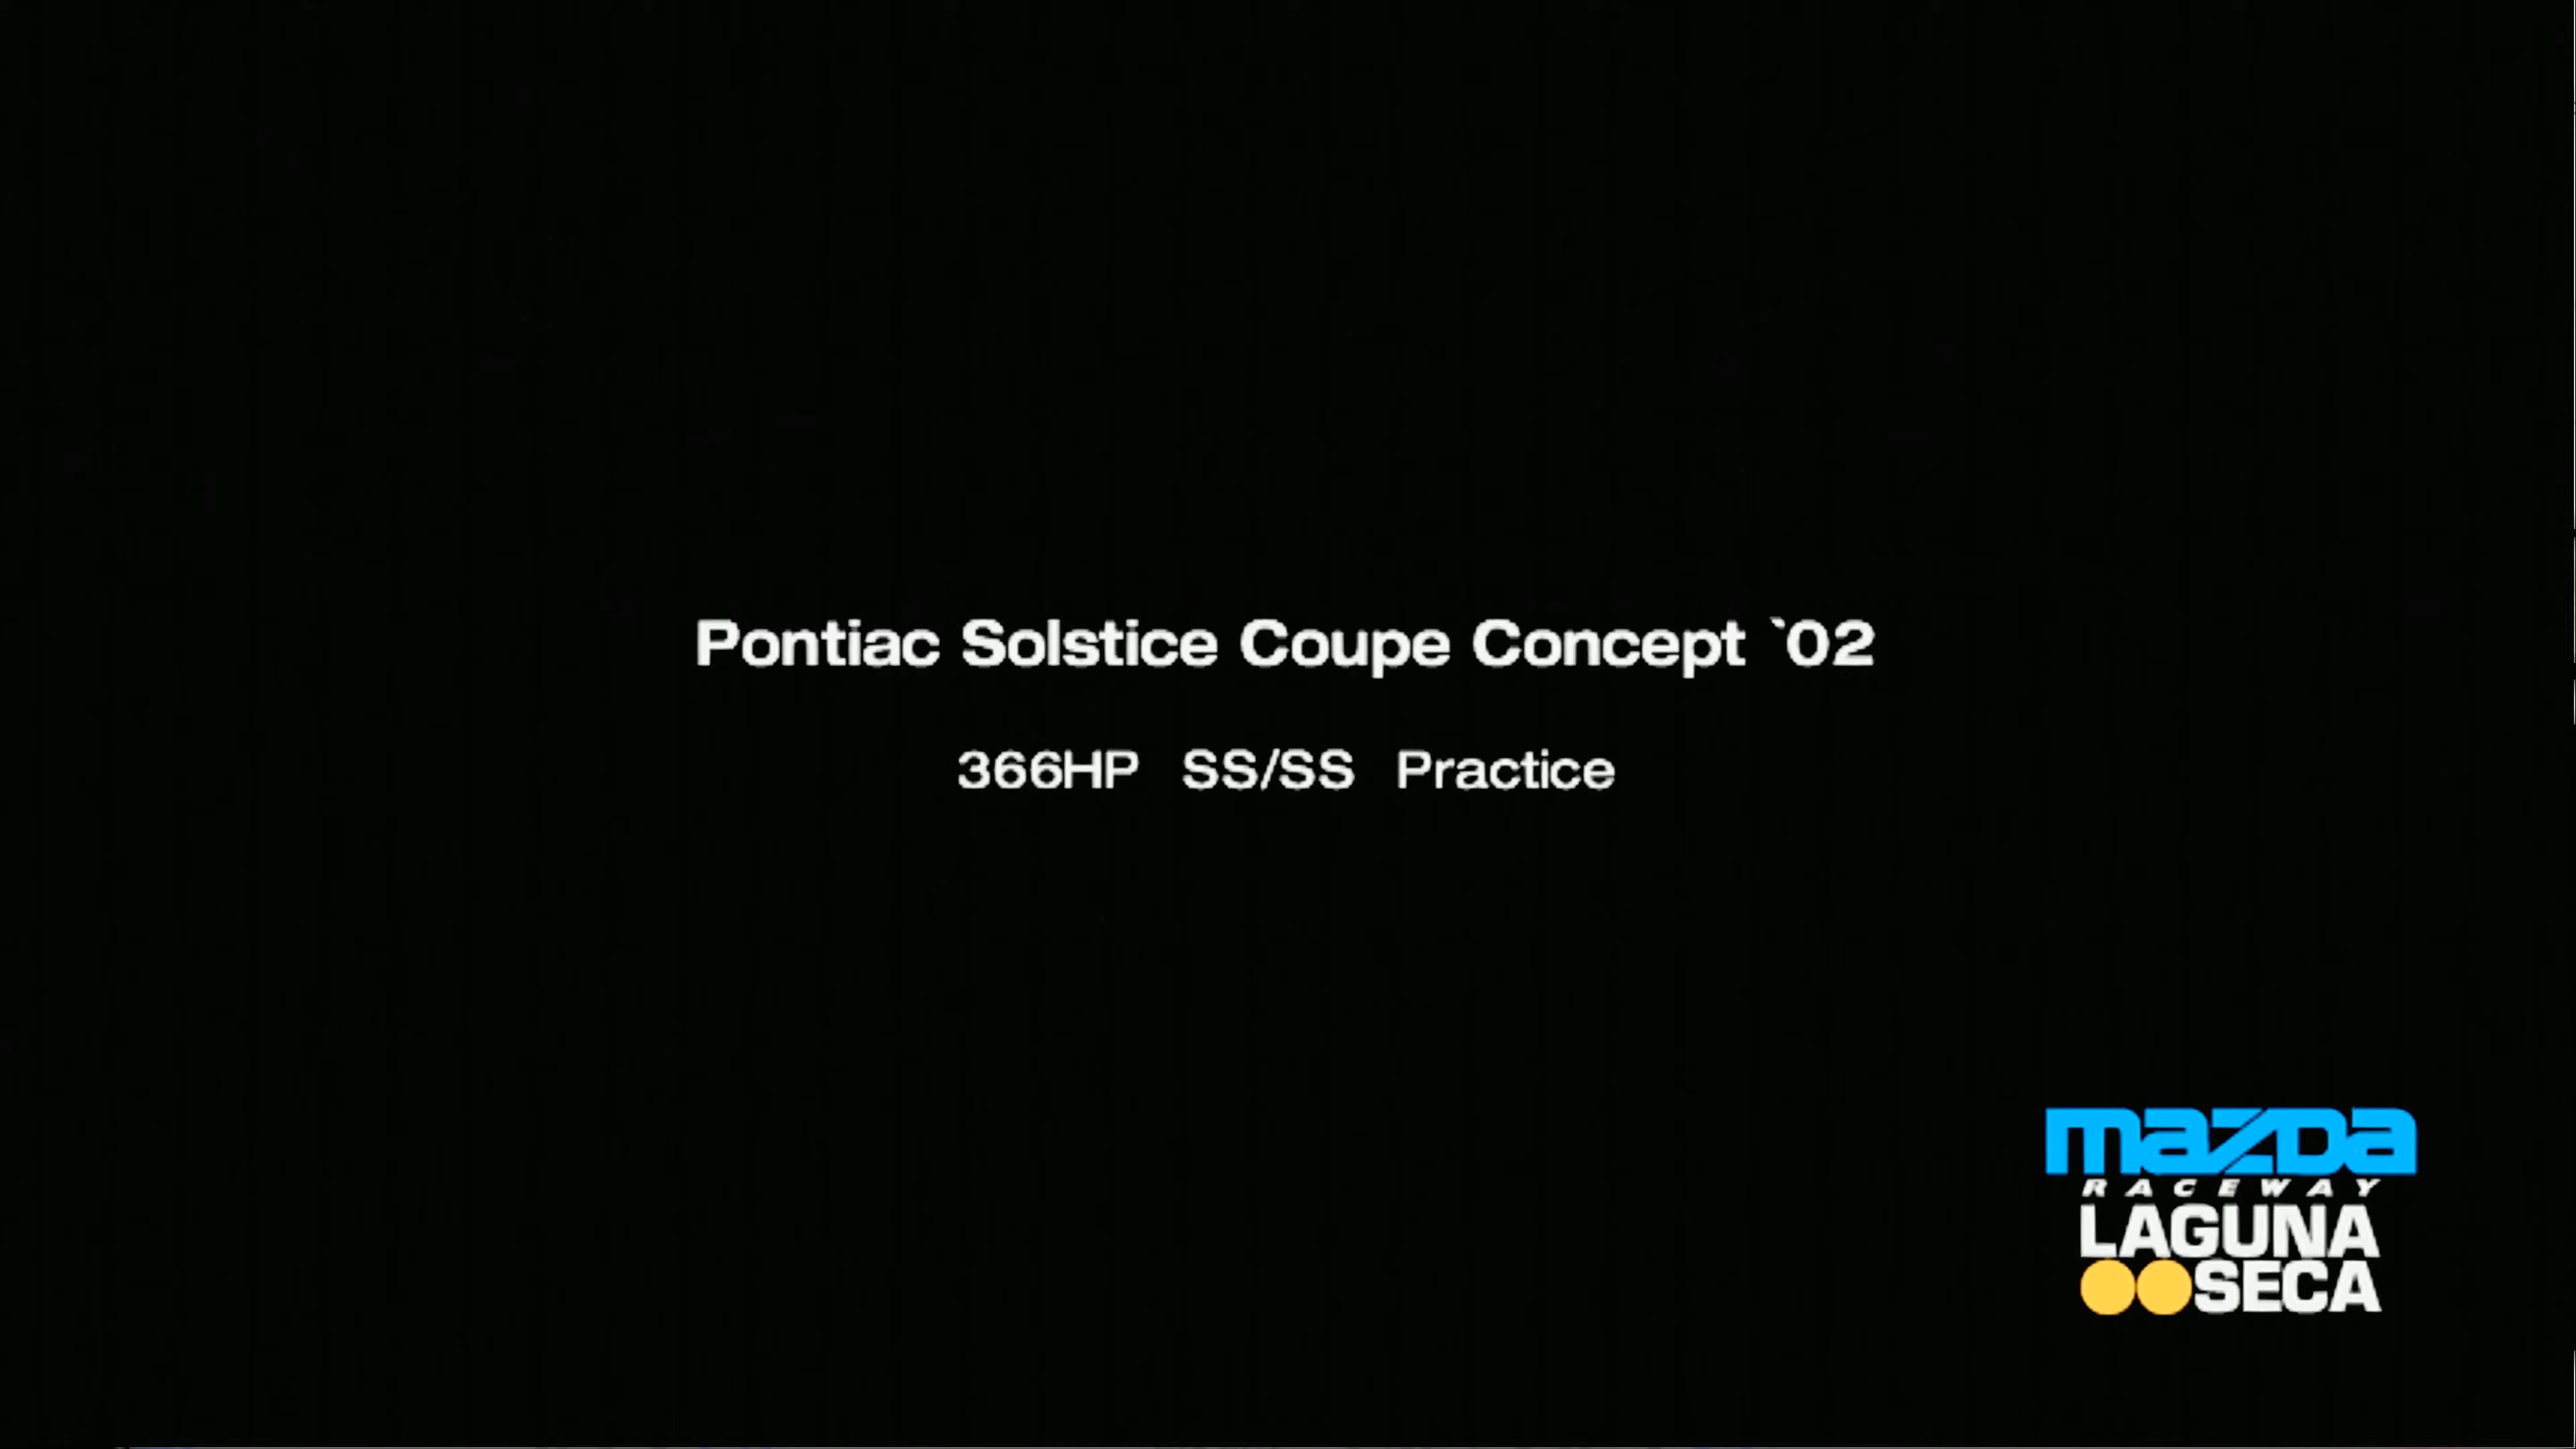 Pontiac Solstice Coupe Concept `02
366HP SS/SS Practice
mazda
RACEWAY
LAGUNA
SECA